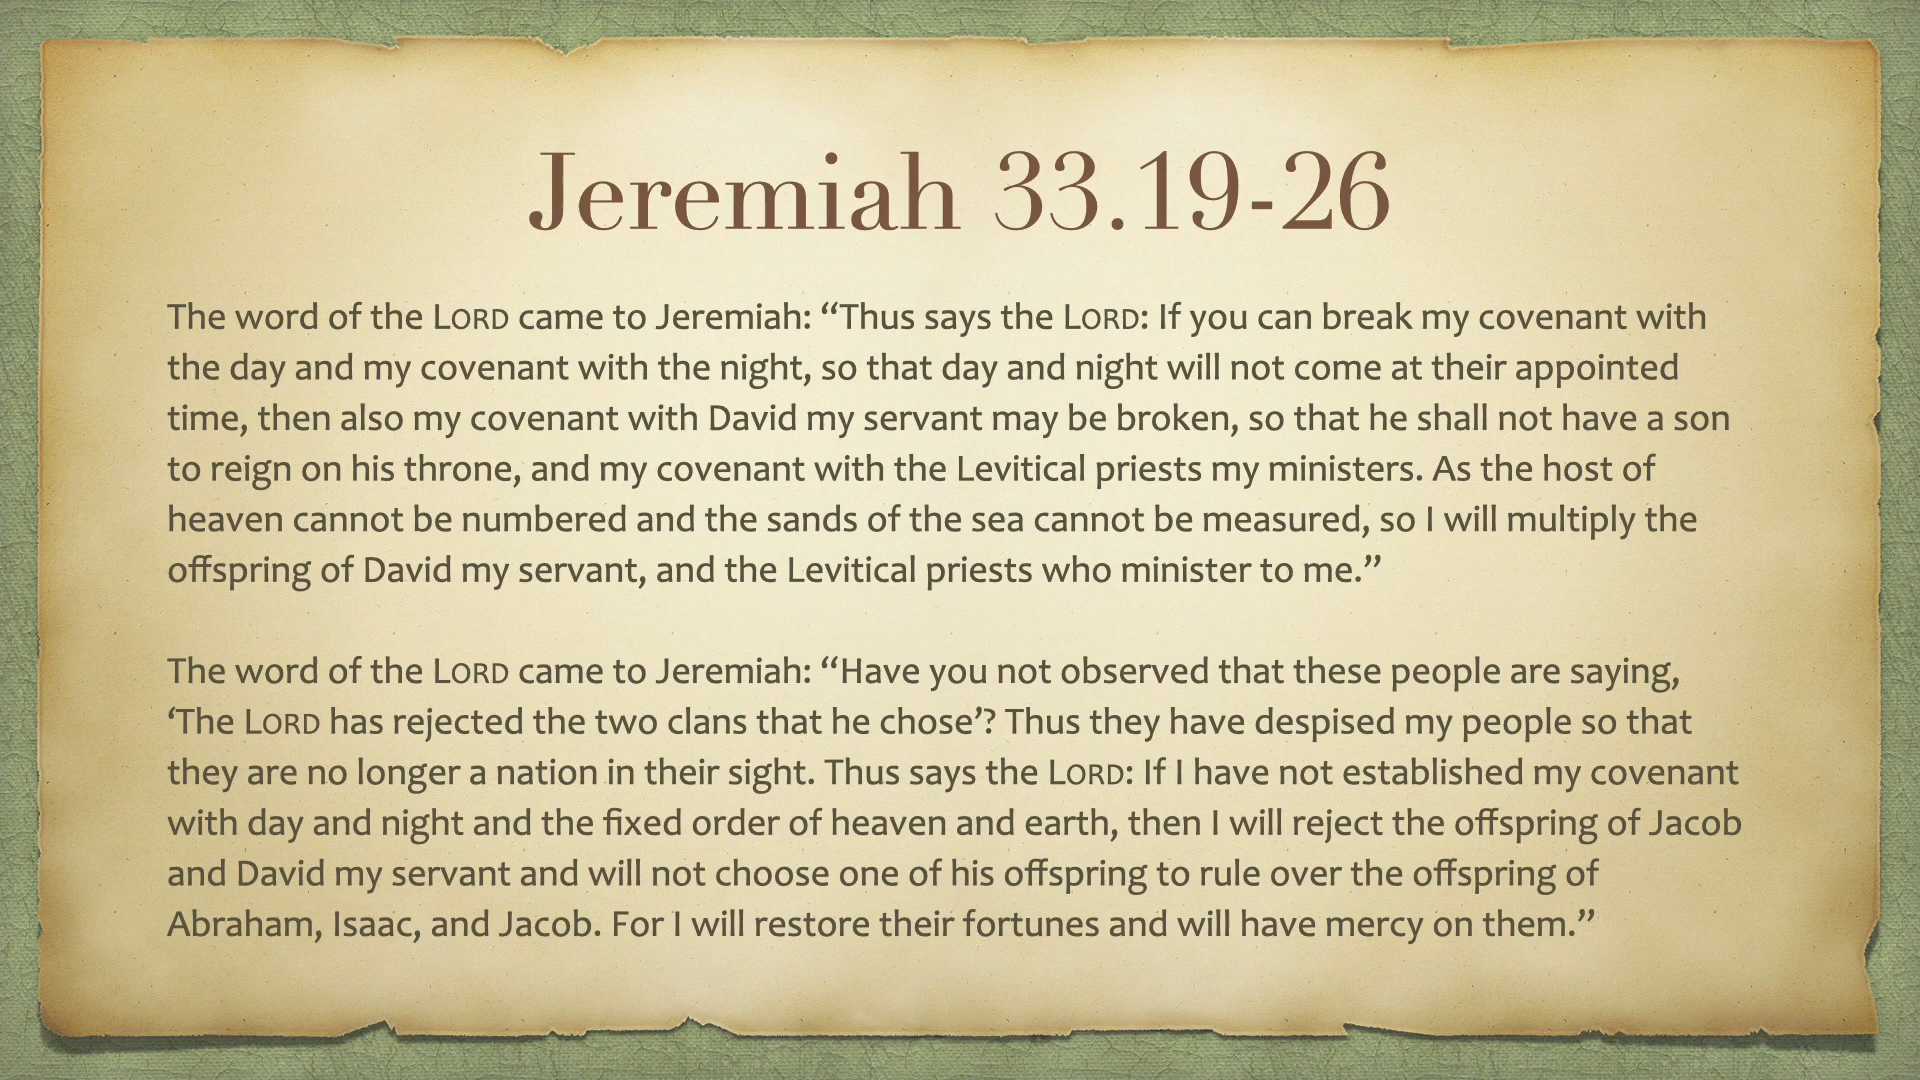 Jeremiah 33.19-26
The word of the LORD came to Jeremiah: “Thus says the LORD: If you can break my covenant with
the day and my covenant with the night, so that day and night will not come at their appointed
time, then also my covenant with David my servant may be broken, so that he shall not have a son
to reign on his throne, and my covenant with the Levitical priests my ministers. As the host of
heaven cannot be numbered and the sands of the sea cannot be measured, so I will multiply the
offspring of David my servant, and the Levitical priests who minister to me.”
The word of the LORD came to Jeremiah: “Have you not observed that these people are saying,
‘The LORD has rejected the two clans that he chose’? Thus they have despised my people so that
they are no longer a nation in their sight. Thus says the LORD: If I have not established my covenant
with day and night and the fixed order of heaven and earth, then I will reject the offspring of Jacob
and David my servant and will not choose one of his offspring to rule over the offspring of
Abraham, Isaac, and Jacob. For I will restore their fortunes and will have mercy on them.”